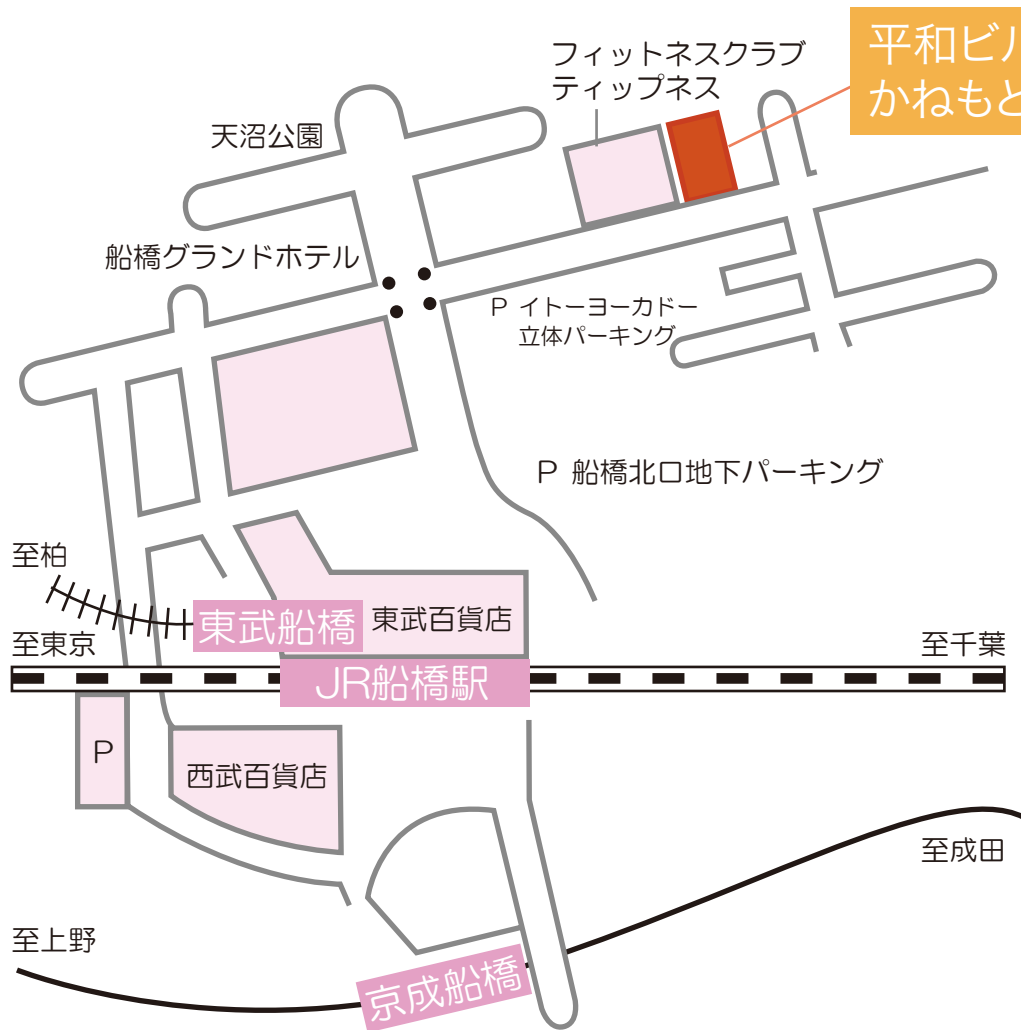 平和ビル
かねもと
フィットネスクラブ
ティップネス
天沼公園
船橋グランドホテル
P イトーヨーカドー
立体パーキング
P 船橋北口地下パーキング
至柏
東武船橋
東武百貨店
至東京
至千葉
JR船橋駅
P
西武百貨店
至成田
至上野
京成船橋